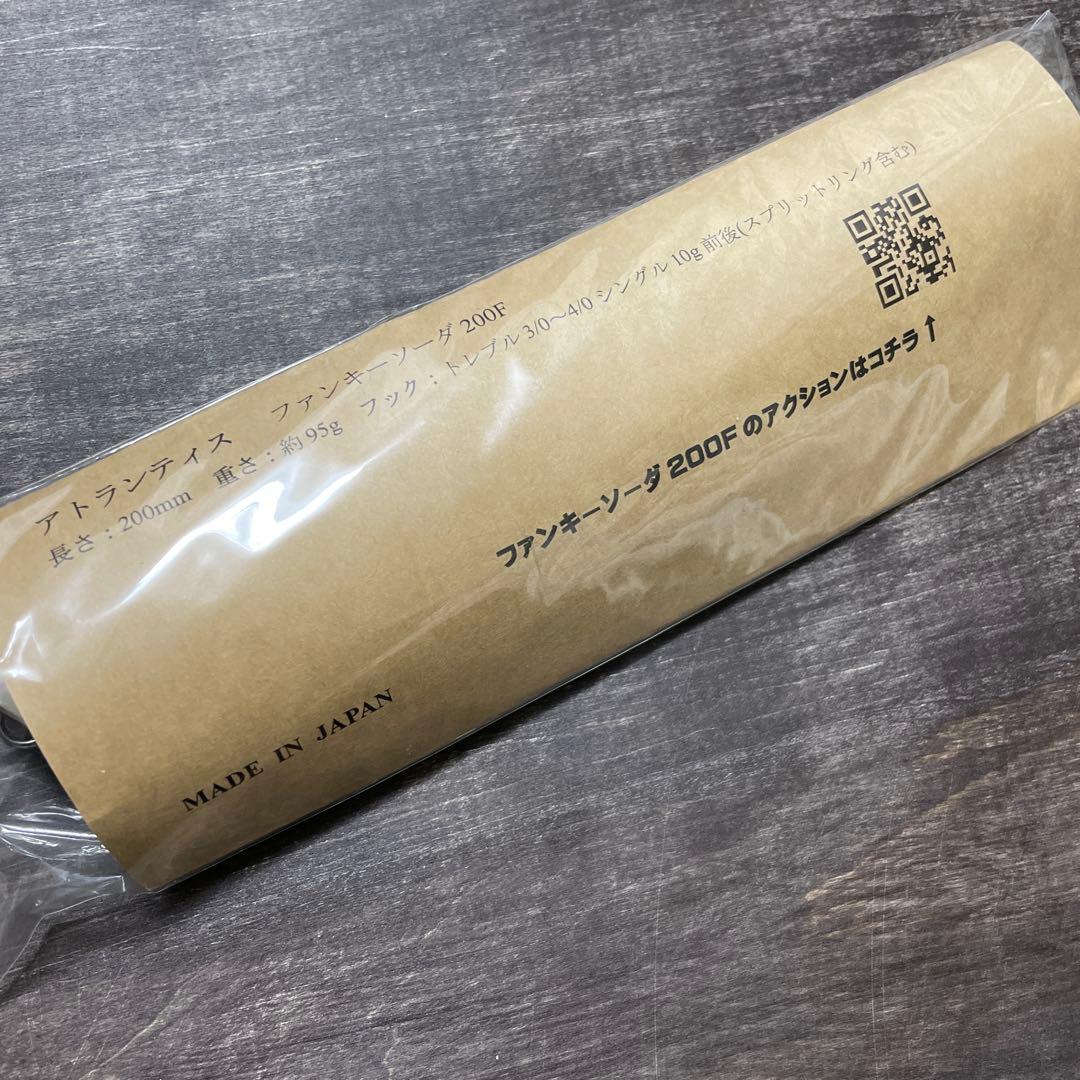 アトランティス　ファンキーソーダ 200F
長さ：200mm　重さ：約95g　フック：トレブル 3/0〜4/0 シングル 10g 前後(スプリットリング含む)
ファンキーソーダ 200F のアクションはコチラ↑
MADE IN JAPAN